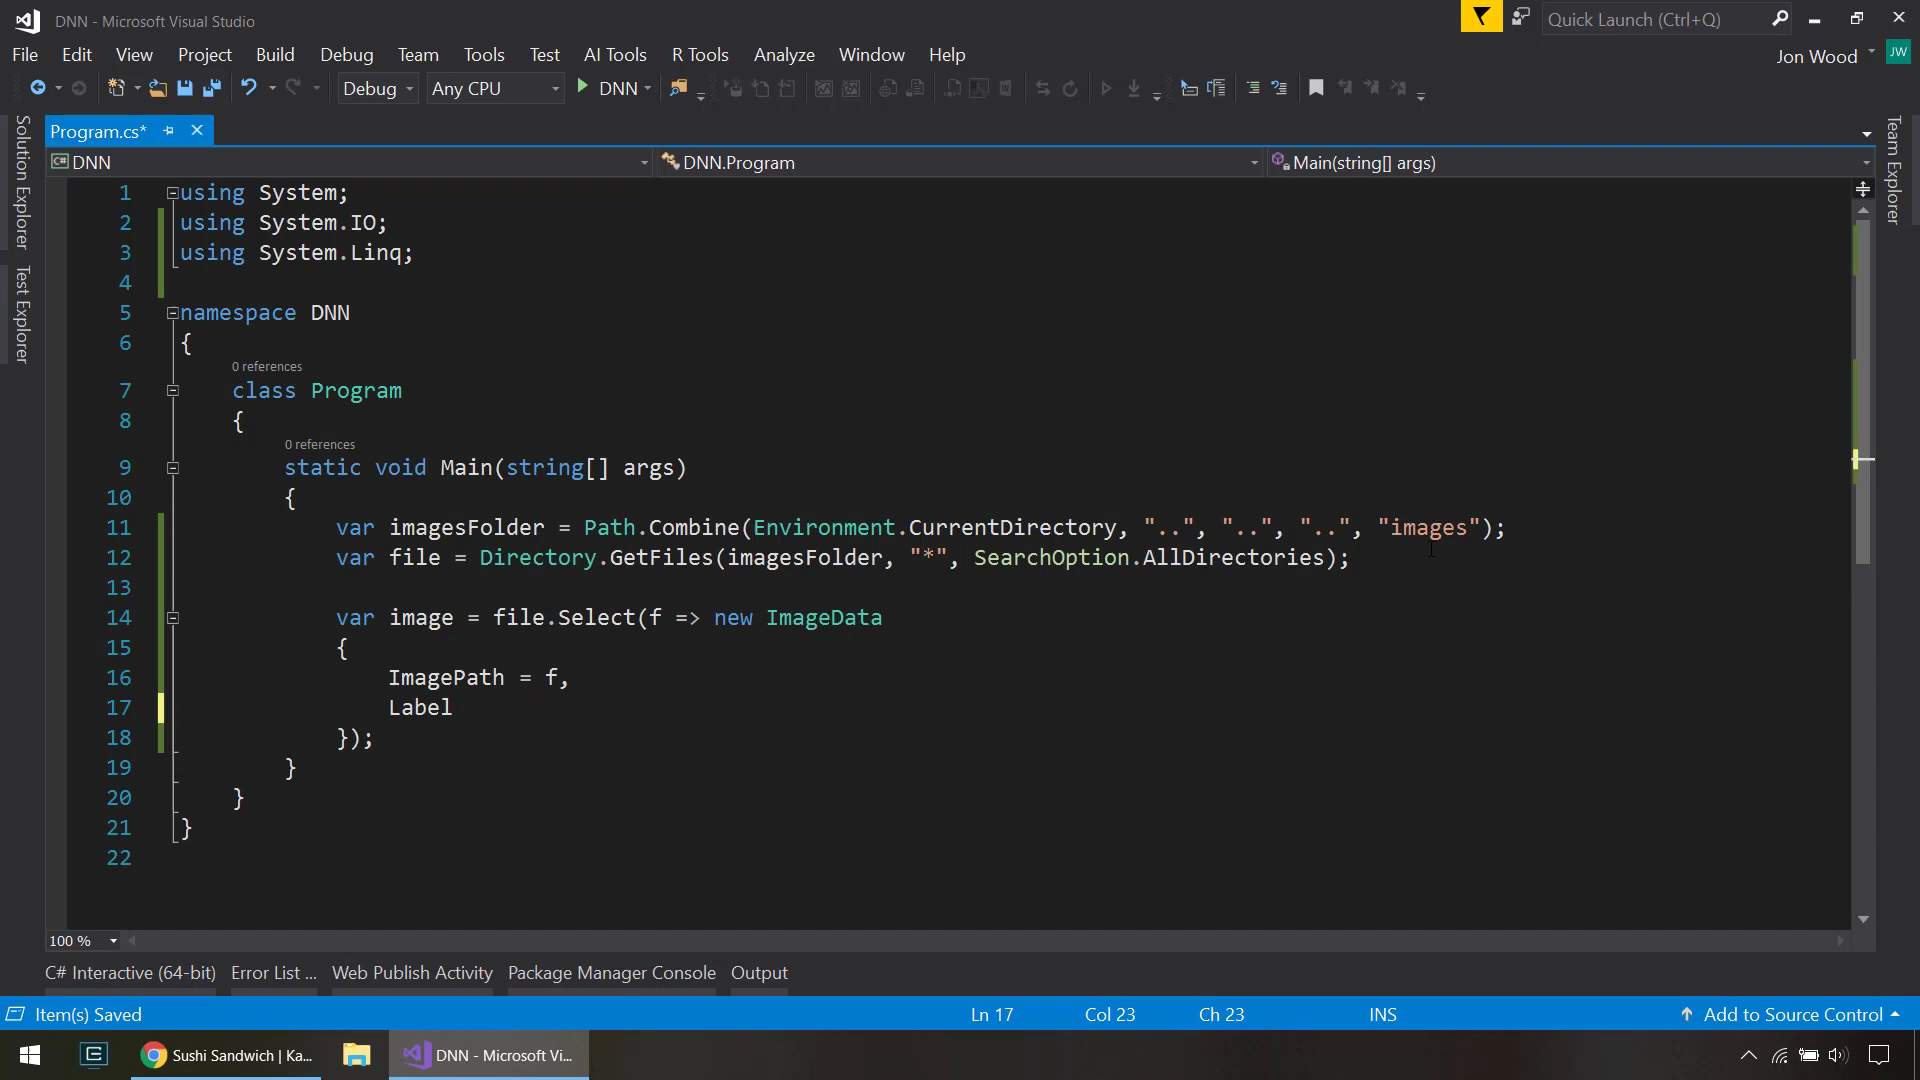 DNN - Microsoft Visual Studio
Quick Launch (Ctrl+Q)
File Edit View Project Build Debug Team Tools Test AI Tools R Tools Analyze Window Help
Jon Wood JW
Debug Any CPU DNN
Solution Explorer
Test Explorer
Team Explorer
Program.cs*
C# DNN DNN.Program Main(string[] args)
1 using System;
2 using System.IO;
3 using System.Linq;
4
5 namespace DNN
6 {
0 references
7 class Program
8 {
0 references
9 static void Main(string[] args)
10 {
11 var imagesFolder = Path.Combine(Environment.CurrentDirectory, "..", "..", "..", "images");
12 var file = Directory.GetFiles(imagesFolder, "*", SearchOption.AllDirectories);
13
14 var image = file.Select(f => new ImageData
15 {
16 ImagePath = f,
17 Label
18 });
19 }
20 }
21 }
22
100 %
C# Interactive (64-bit) Error List ... Web Publish Activity Package Manager Console Output
Item(s) Saved Ln 17 Col 23 Ch 23 INS Add to Source Control
Sushi Sandwich | Ka... DNN - Microsoft Vi...